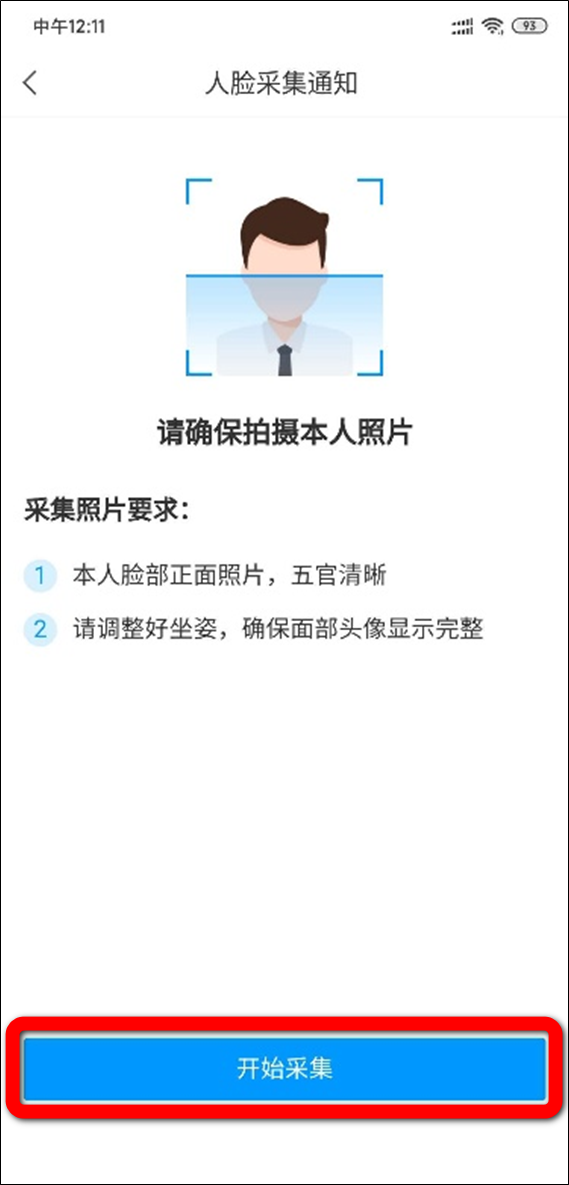 中午12:11
93
人脸采集通知
请确保拍摄本人照片
采集照片要求：
1 本人脸部正面照片，五官清晰
2 请调整好坐姿，确保面部头像显示完整
开始采集